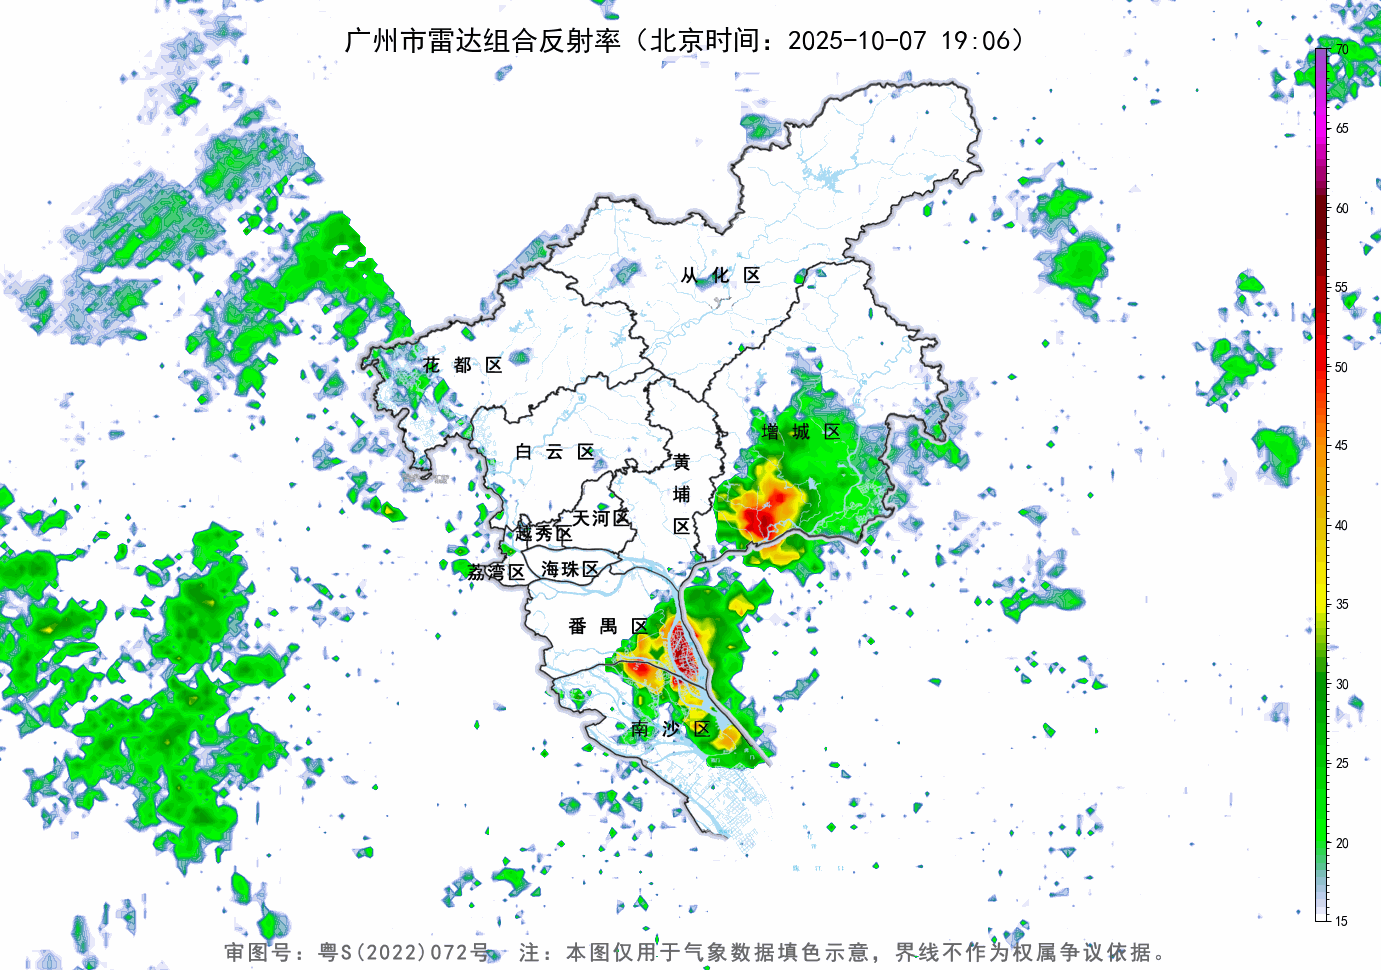 广州市雷达组合反射率（北京时间：2025-10-07 19:06）
70
65
60
55
50
45
40
35
30
25
20
15
从化区
花都区
增城区
白云区
黄埔区
天河区
越秀区
海珠区
荔湾区
番禺区
南沙区
审图号：粤S(2022)072号 注：本图仅用于气象数据填色示意，界线不作为权属争议依据。